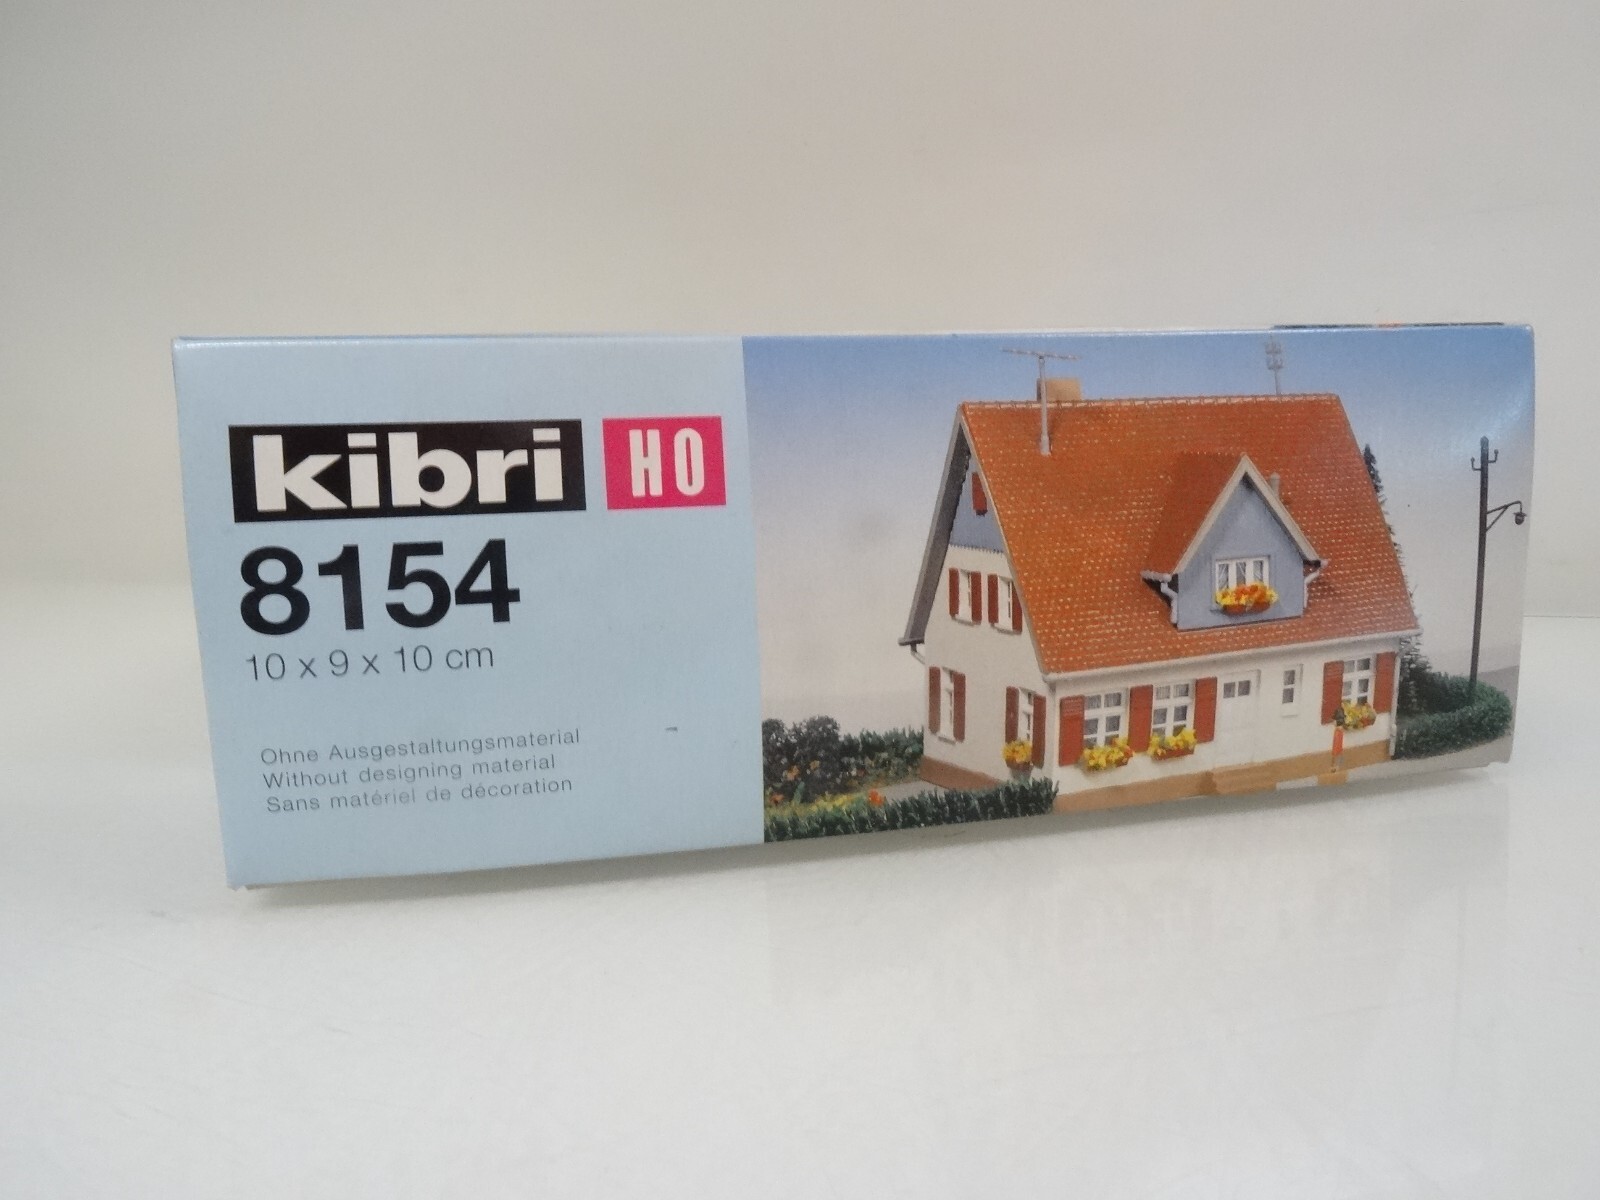 kibri HO
8154
10 x 9 x 10 cm
Ohne Ausgestaltungsmaterial
Without designing material
Sans matériel de décoration